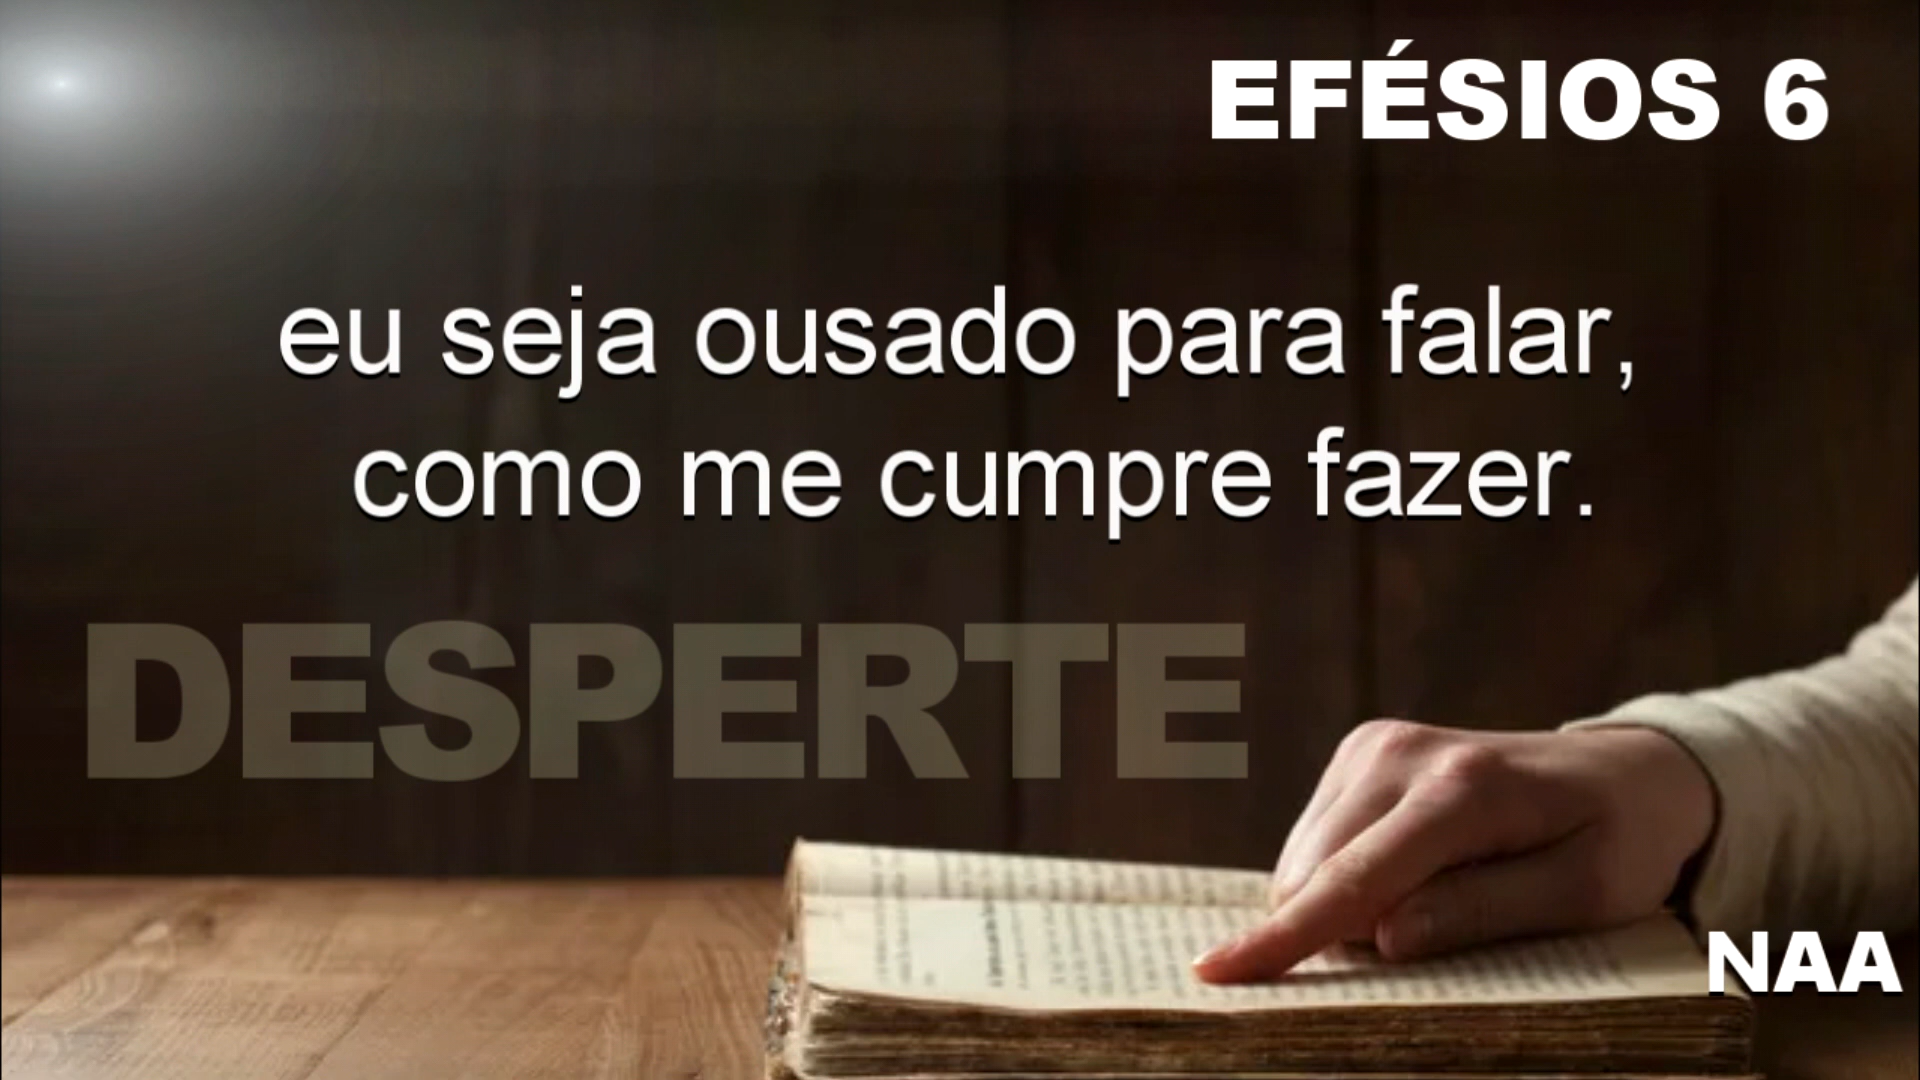 EFÉSIOS 6
eu seja ousado para falar,
como me cumpre fazer.
DESPERTE
NAA